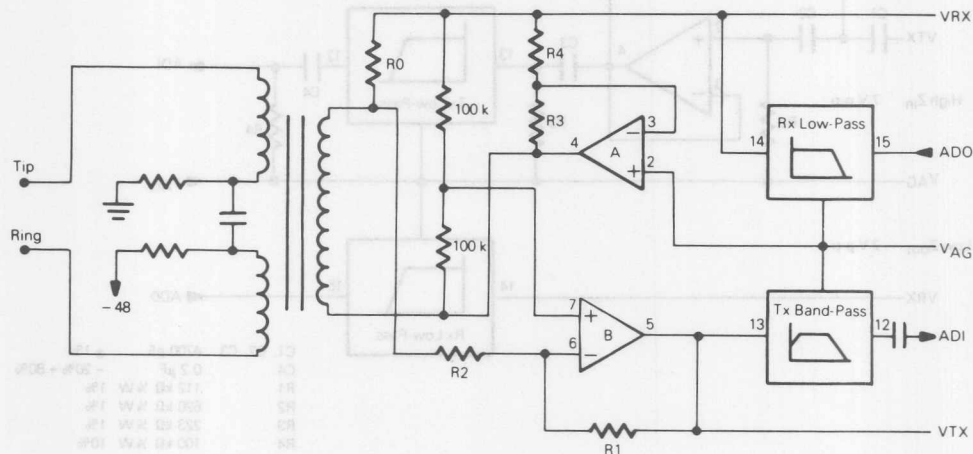 VRX
R0
R4
100 k
R3
3
4
A
2
Rx Low-Pass
14
15
ADO
Tip
VAG
100 k
Ring
-48
7
5
B
6
13
Tx Band-Pass
12
ADI
R2
R1
VTX